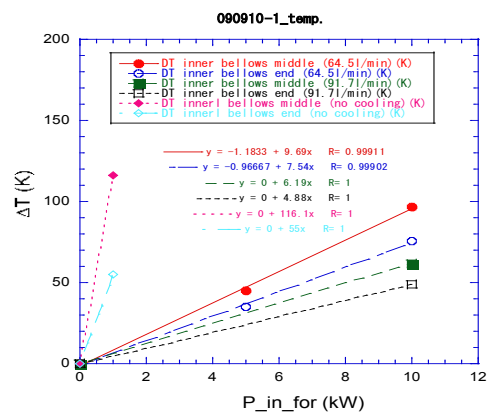 090910-1_temp.
DT inner bellows middle (64.5l/min)(K)
DT inner bellows end (64.5l/min)(K)
DT inner bellows middle (91.7l/min)(K)
DT inner bellows end (91.7l/min)(K)
DT innerl bellows middle (no cooling)(K)
DT innerl bellows end (no cooling)(K)
y = -1.1833 + 9.69x R= 0.99911
y = -0.96667 + 7.54x R= 0.99902
y = 0 + 6.19x R= 1
y = 0 + 4.88x R= 1
y = 0 + 116.1x R= 1
y = 0 + 55x R= 1
ΔT (K)
200
150
100
50
0
0 2 4 6 8 10 12
P_in_for (kW)